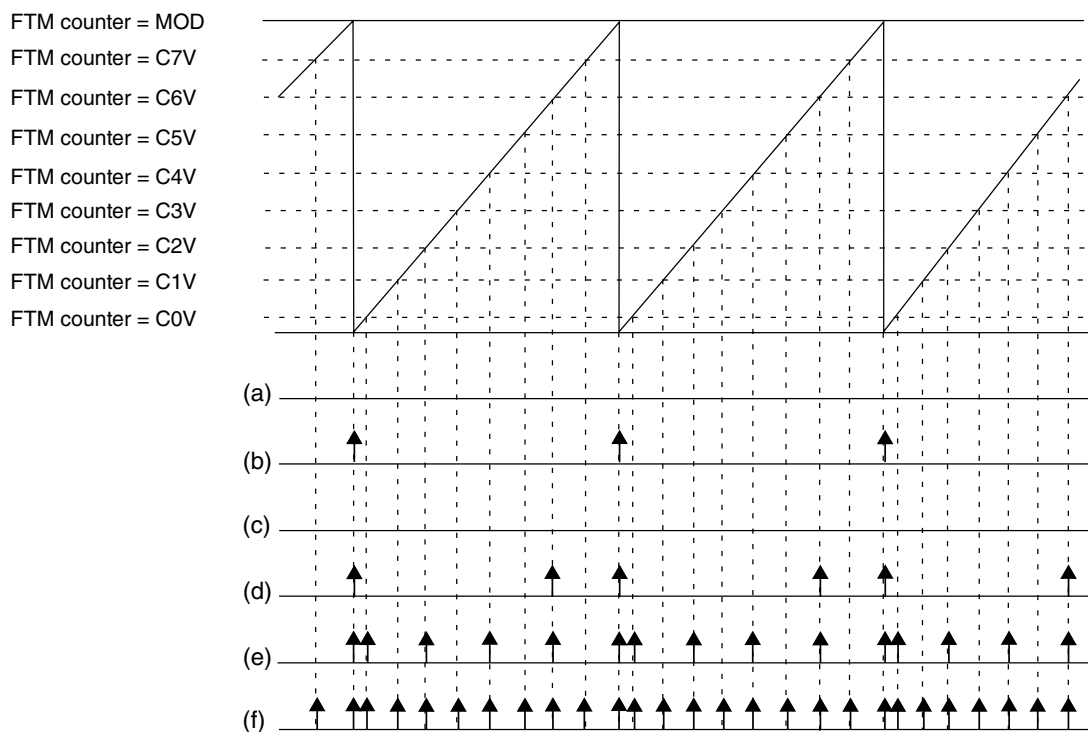 FTM counter = MOD
FTM counter = C7V
FTM counter = C6V
FTM counter = C5V
FTM counter = C4V
FTM counter = C3V
FTM counter = C2V
FTM counter = C1V
FTM counter = C0V
(a)
(b)
(c)
(d)
(e)
(f)